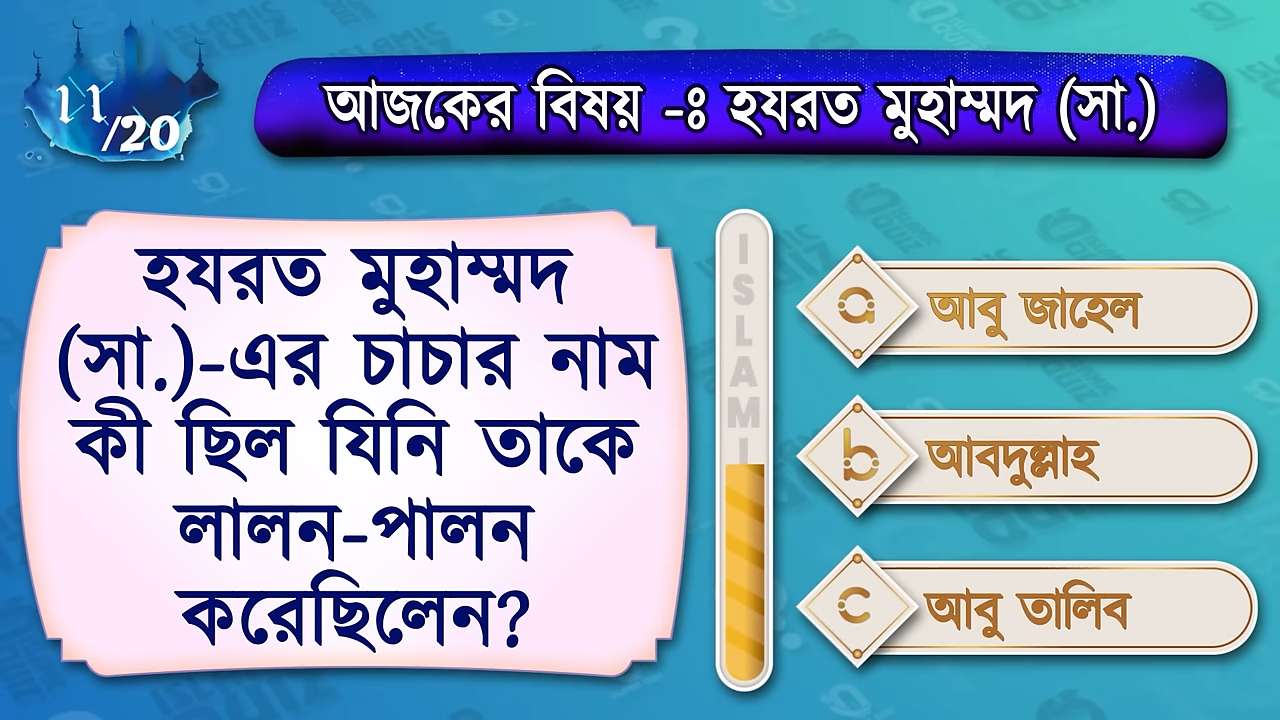 11/20
আজকের বিষয় -ঃ হযরত মুহাম্মদ (সা.)
হযরত মুহাম্মদ
(সা.)-এর চাচার নাম
কী ছিল যিনি তাকে
লালন-পালন
করেছিলেন?
ISLAMI
a আবু জাহেল
b আবদুল্লাহ
c আবু তালিব